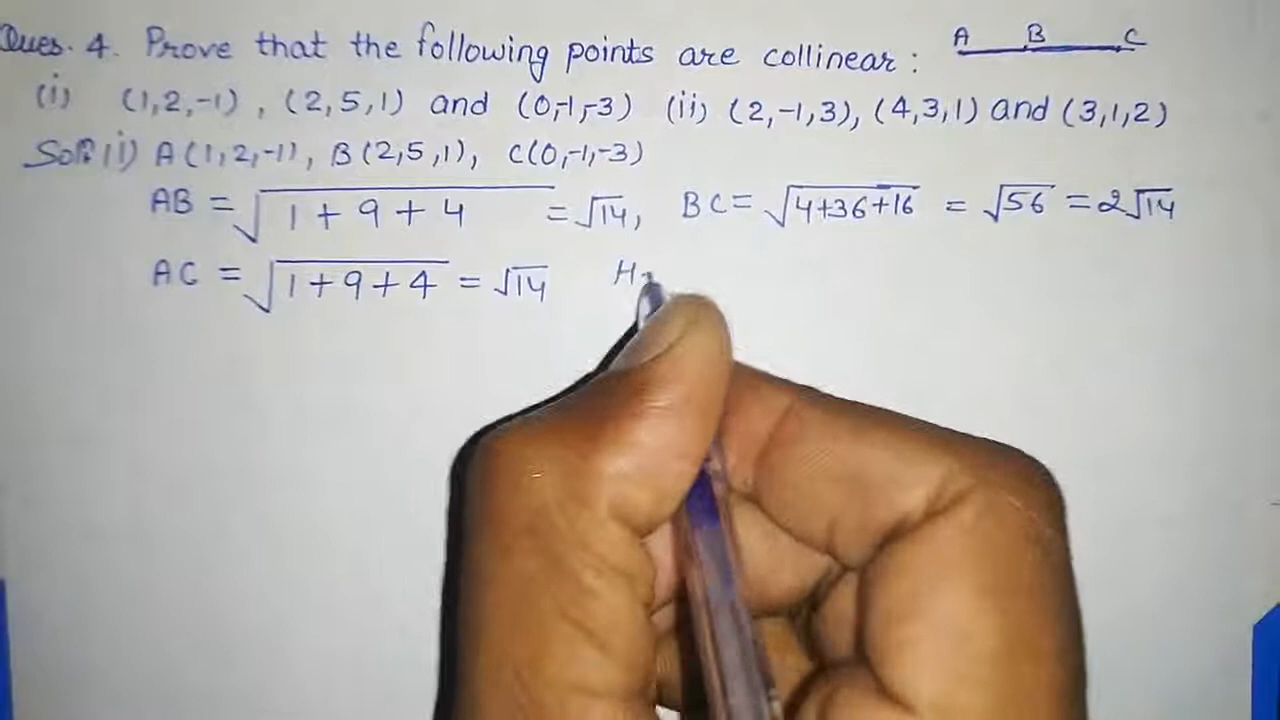 Ques. 4. Prove that the following points are collinear : A B C
(i) (1,2,-1) , (2,5,1) and (0,-1,-3) (ii) (2,-1,3), (4,3,1) and (3,1,2)
Solⁿ (i) A(1,2,-1), B(2,5,1), C(0,-1,-3)
AB = √1+9+4 = √14, BC = √4+36+16 = √56 = 2√14
AC = √1+9+4 = √14 H